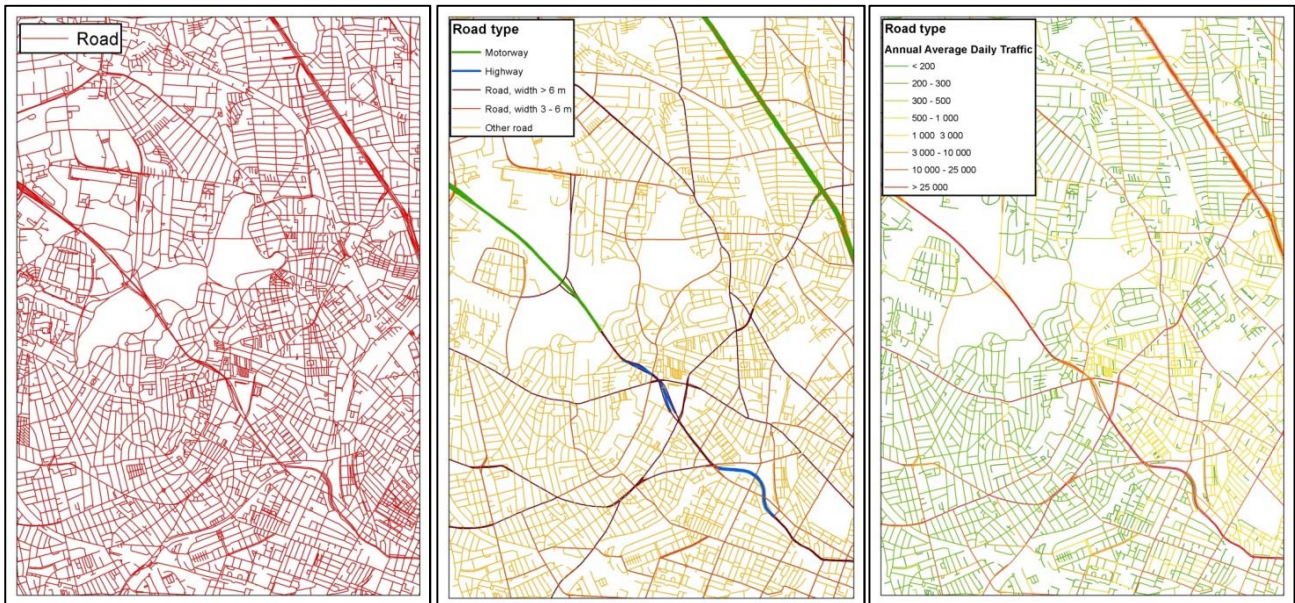 Road
Road type
Motorway
Highway
Road, width > 6 m
Road, width 3 - 6 m
Other road
Road type
Annual Average Daily Traffic
< 200
200 - 300
300 - 500
500 - 1 000
1 000 3 000
3 000 - 10 000
10 000 - 25 000
> 25 000